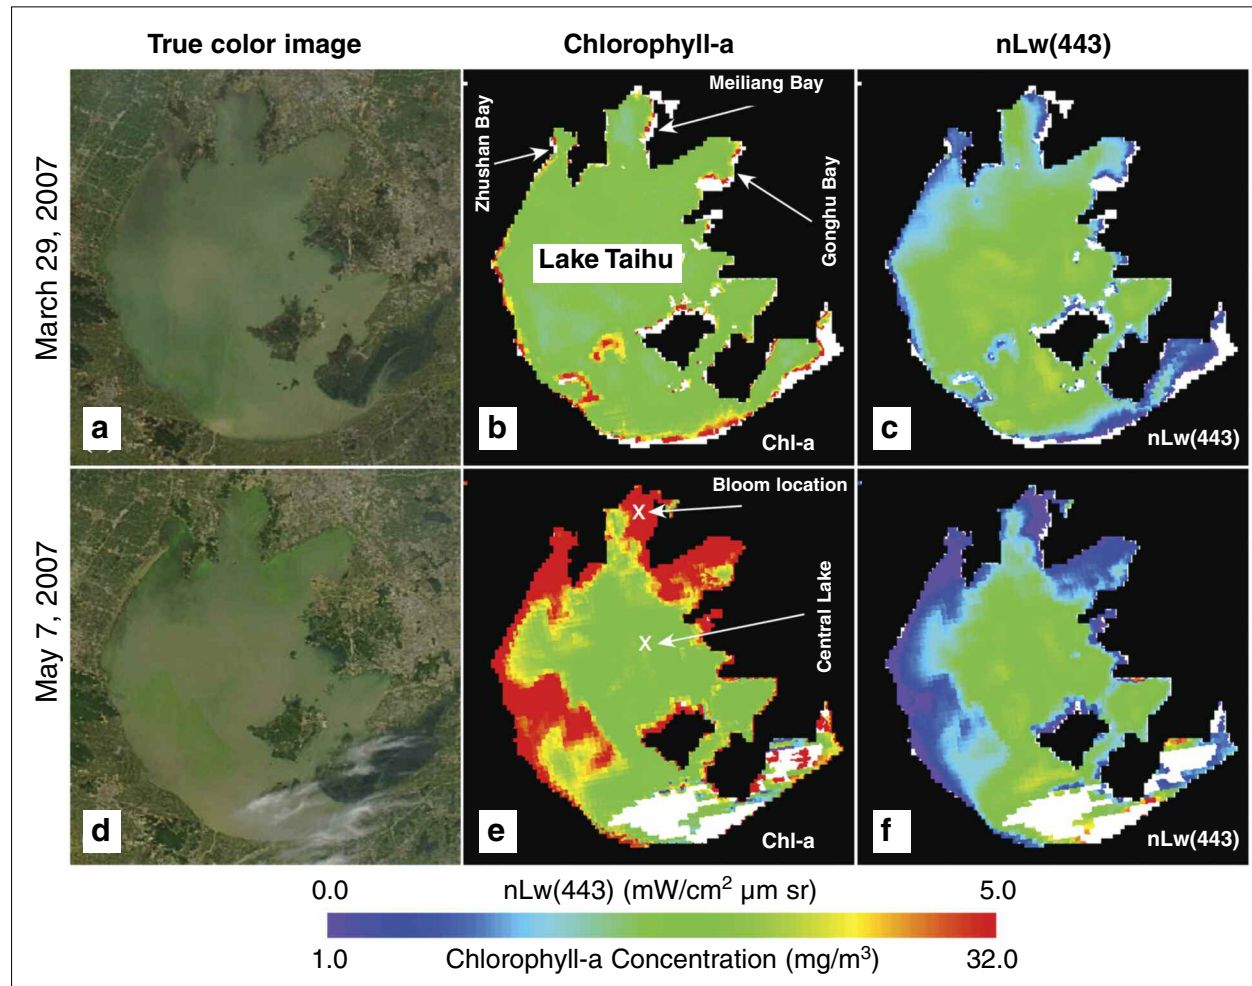 True color image
Chlorophyll-a
nLw(443)
March 29, 2007
a
Zhushan Bay
Meiliang Bay
Gonghu Bay
Lake Taihu
b
Chl-a
c
nLw(443)
May 7, 2007
d
Bloom location
X
Central Lake
X
e
Chl-a
f
nLw(443)
0.0 nLw(443) (mW/cm² µm sr) 5.0
1.0 Chlorophyll-a Concentration (mg/m³) 32.0